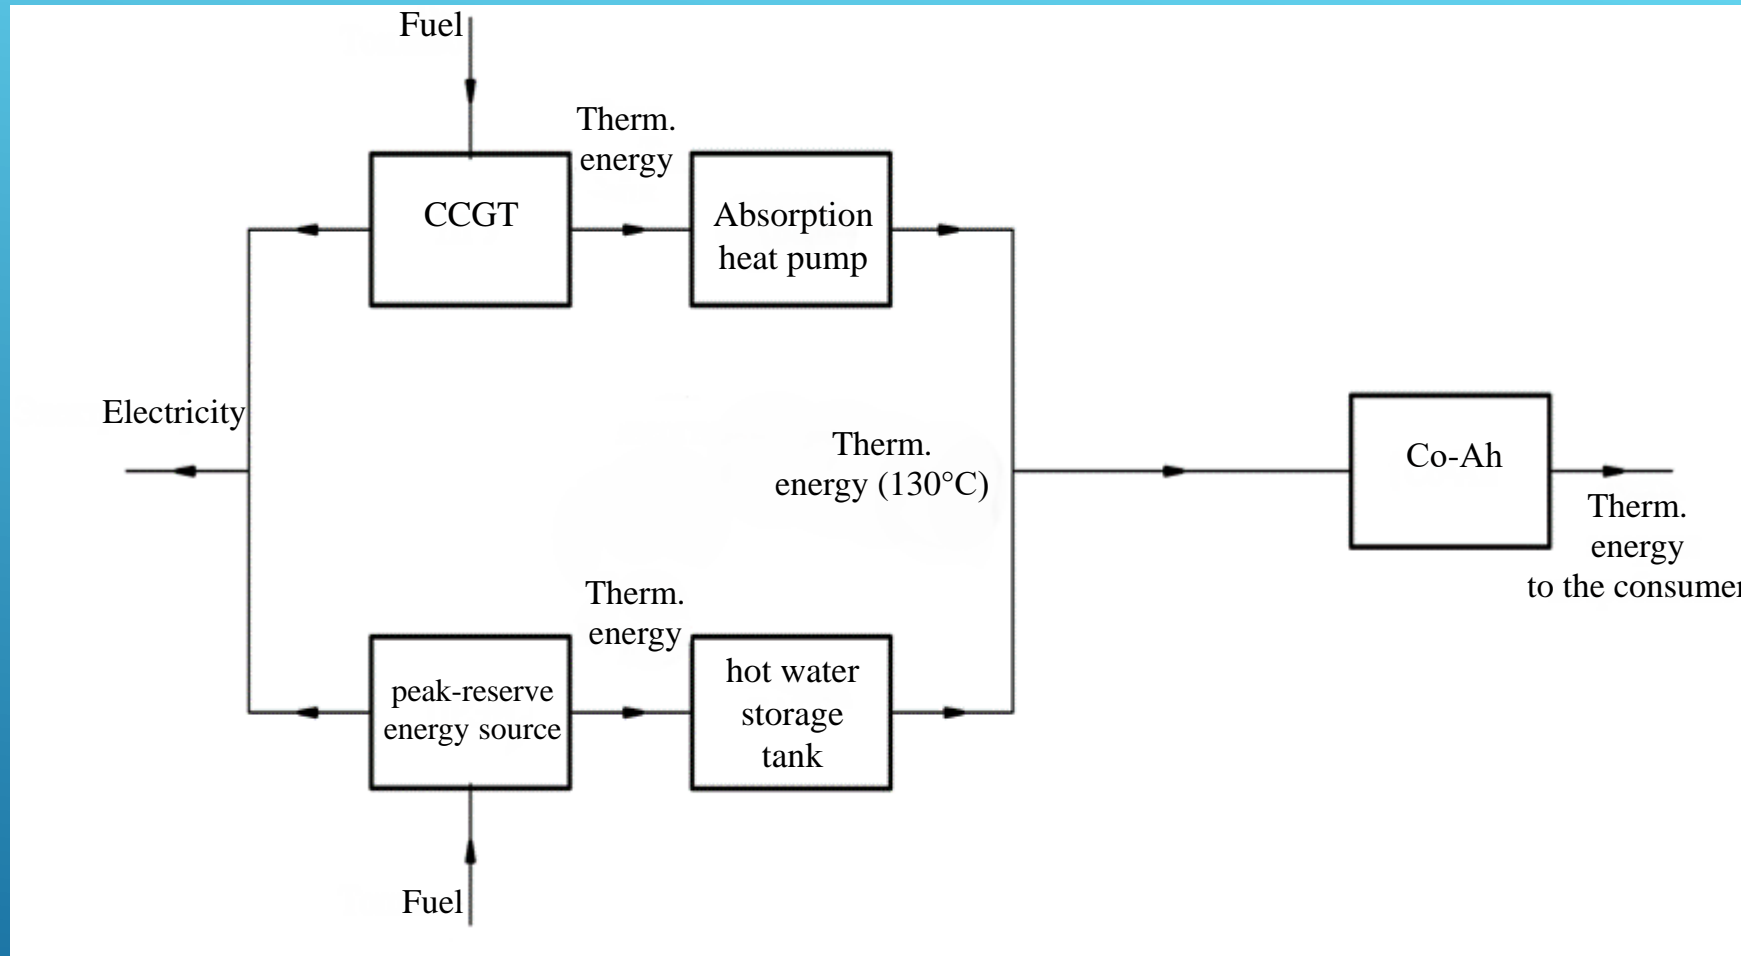 Fuel
Therm.
energy
CCGT
Absorption
heat pump
Electricity
Therm.
energy (130°C)
Co-Ah
Therm.
energy
to the consumer
Therm.
energy
peak-reserve
energy source
hot water
storage
tank
Fuel